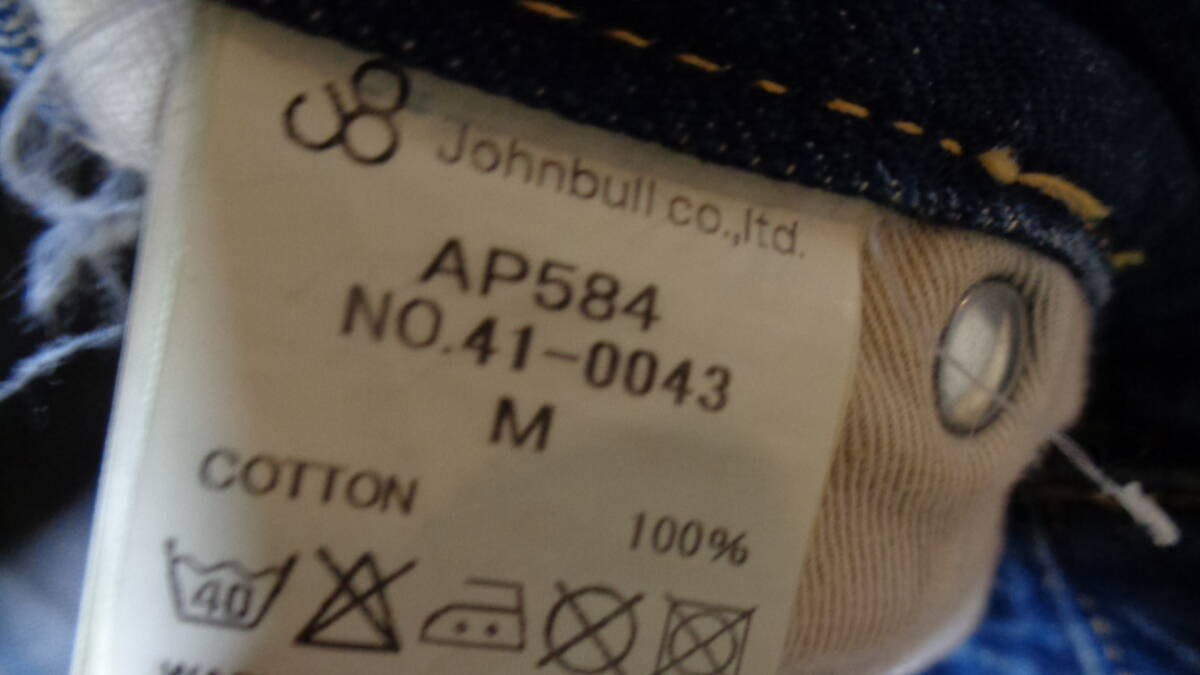 Johnbull co.,ltd.
AP584
NO.41-0043
M
COTTON
100%
40